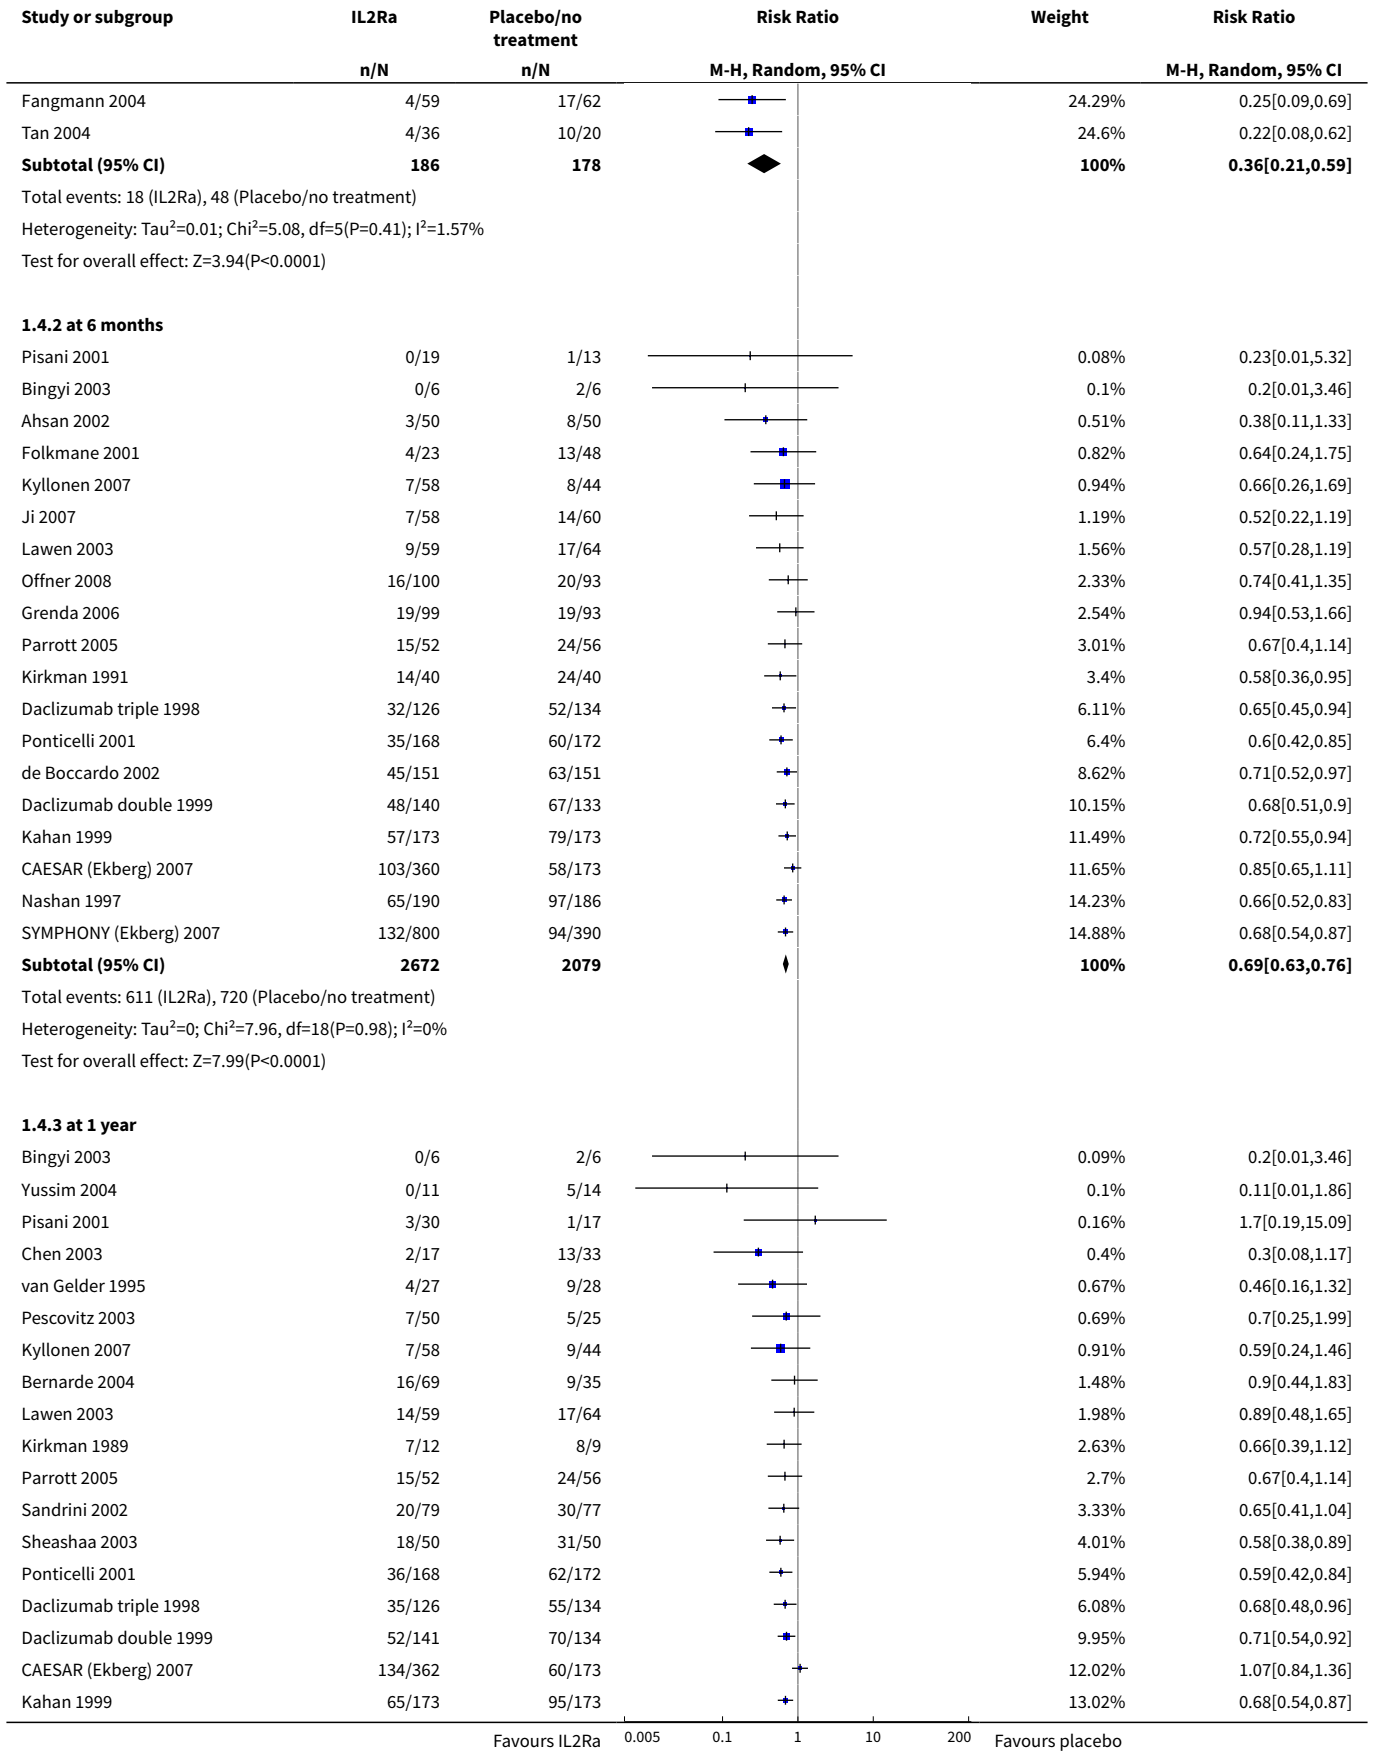 Study or subgroup IL2Ra Placebo/no treatment Risk Ratio Weight Risk Ratio
n/N n/N M-H, Random, 95% CI M-H, Random, 95% CI
Fangmann 2004 4/59 17/62 24.29% 0.25[0.09,0.69]
Tan 2004 4/36 10/20 24.6% 0.22[0.08,0.62]
Subtotal (95% CI) 186 178 100% 0.36[0.21,0.59]
Total events: 18 (IL2Ra), 48 (Placebo/no treatment)
Heterogeneity: Tau²=0.01; Chi²=5.08, df=5(P=0.41); I²=1.57%
Test for overall effect: Z=3.94(P<0.0001)
1.4.2 at 6 months
Pisani 2001 0/19 1/13 0.08% 0.23[0.01,5.32]
Bingyi 2003 0/6 2/6 0.1% 0.2[0.01,3.46]
Ahsan 2002 3/50 8/50 0.51% 0.38[0.11,1.33]
Folkmane 2001 4/23 13/48 0.82% 0.64[0.24,1.75]
Kyllonen 2007 7/58 8/44 0.94% 0.66[0.26,1.69]
Ji 2007 7/58 14/60 1.19% 0.52[0.22,1.19]
Lawen 2003 9/59 17/64 1.56% 0.57[0.28,1.19]
Offner 2008 16/100 20/93 2.33% 0.74[0.41,1.35]
Grenda 2006 19/99 19/93 2.54% 0.94[0.53,1.66]
Parrott 2005 15/52 24/56 3.01% 0.67[0.4,1.14]
Kirkman 1991 14/40 24/40 3.4% 0.58[0.36,0.95]
Daclizumab triple 1998 32/126 52/134 6.11% 0.65[0.45,0.94]
Ponticelli 2001 35/168 60/172 6.4% 0.6[0.42,0.85]
de Boccardo 2002 45/151 63/151 8.62% 0.71[0.52,0.97]
Daclizumab double 1999 48/140 67/133 10.15% 0.68[0.51,0.9]
Kahan 1999 57/173 79/173 11.49% 0.72[0.55,0.94]
CAESAR (Ekberg) 2007 103/360 58/173 11.65% 0.85[0.65,1.11]
Nashan 1997 65/190 97/186 14.23% 0.66[0.52,0.83]
SYMPHONY (Ekberg) 2007 132/800 94/390 14.88% 0.68[0.54,0.87]
Subtotal (95% CI) 2672 2079 100% 0.69[0.63,0.76]
Total events: 611 (IL2Ra), 720 (Placebo/no treatment)
Heterogeneity: Tau²=0; Chi²=7.96, df=18(P=0.98); I²=0%
Test for overall effect: Z=7.99(P<0.0001)
1.4.3 at 1 year
Bingyi 2003 0/6 2/6 0.09% 0.2[0.01,3.46]
Yussim 2004 0/11 5/14 0.1% 0.11[0.01,1.86]
Pisani 2001 3/30 1/17 0.16% 1.7[0.19,15.09]
Chen 2003 2/17 13/33 0.4% 0.3[0.08,1.17]
van Gelder 1995 4/27 9/28 0.67% 0.46[0.16,1.32]
Pescovitz 2003 7/50 5/25 0.69% 0.7[0.25,1.99]
Kyllonen 2007 7/58 9/44 0.91% 0.59[0.24,1.46]
Bernarde 2004 16/69 9/35 1.48% 0.9[0.44,1.83]
Lawen 2003 14/59 17/64 1.98% 0.89[0.48,1.65]
Kirkman 1989 7/12 8/9 2.63% 0.66[0.39,1.12]
Parrott 2005 15/52 24/56 2.7% 0.67[0.4,1.14]
Sandrini 2002 20/79 30/77 3.33% 0.65[0.41,1.04]
Sheashaa 2003 18/50 31/50 4.01% 0.58[0.38,0.89]
Ponticelli 2001 36/168 62/172 5.94% 0.59[0.42,0.84]
Daclizumab triple 1998 35/126 55/134 6.08% 0.68[0.48,0.96]
Daclizumab double 1999 52/141 70/134 9.95% 0.71[0.54,0.92]
CAESAR (Ekberg) 2007 134/362 60/173 12.02% 1.07[0.84,1.36]
Kahan 1999 65/173 95/173 13.02% 0.68[0.54,0.87]
Favours IL2Ra 0.005 0.1 1 10 200 Favours placebo